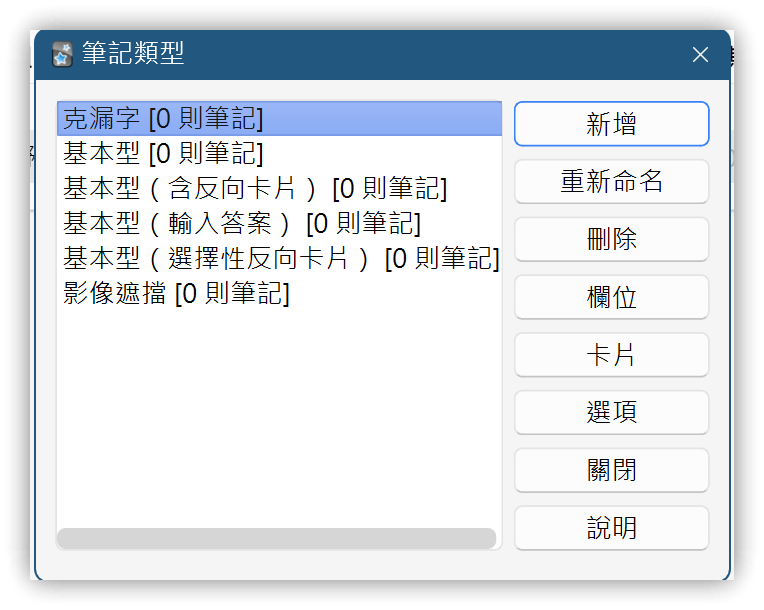 筆記類型
克漏字 [0 則筆記]
基本型 [0 則筆記]
基本型（含反向卡片） [0 則筆記]
基本型（輸入答案） [0 則筆記]
基本型（選擇性反向卡片） [0 則筆記]
影像遮擋 [0 則筆記]
新增
重新命名
刪除
欄位
卡片
選項
關閉
說明